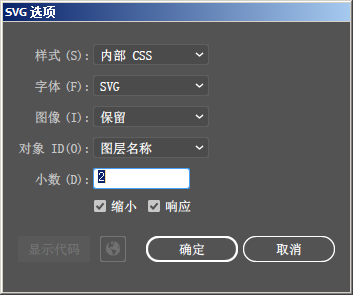 SVG 选项
样式 (S): 内部 CSS
字体 (F): SVG
图像 (I): 保留
对象 ID(O): 图层名称
小数 (D): 2
缩小 响应
显示代码 确定 取消